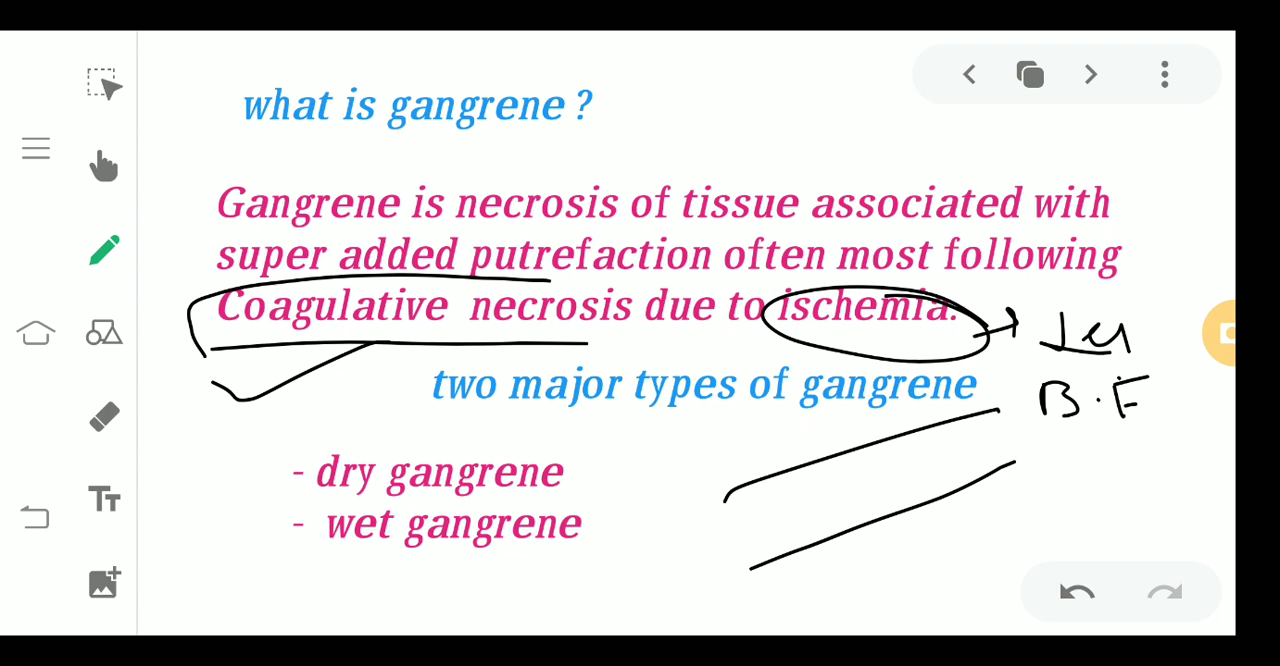 what is gangrene ?
Gangrene is necrosis of tissue associated with
super added putrefaction often most following
Coagulative necrosis due to ischemia.
B.F
two major types of gangrene
- dry gangrene
- wet gangrene
TT